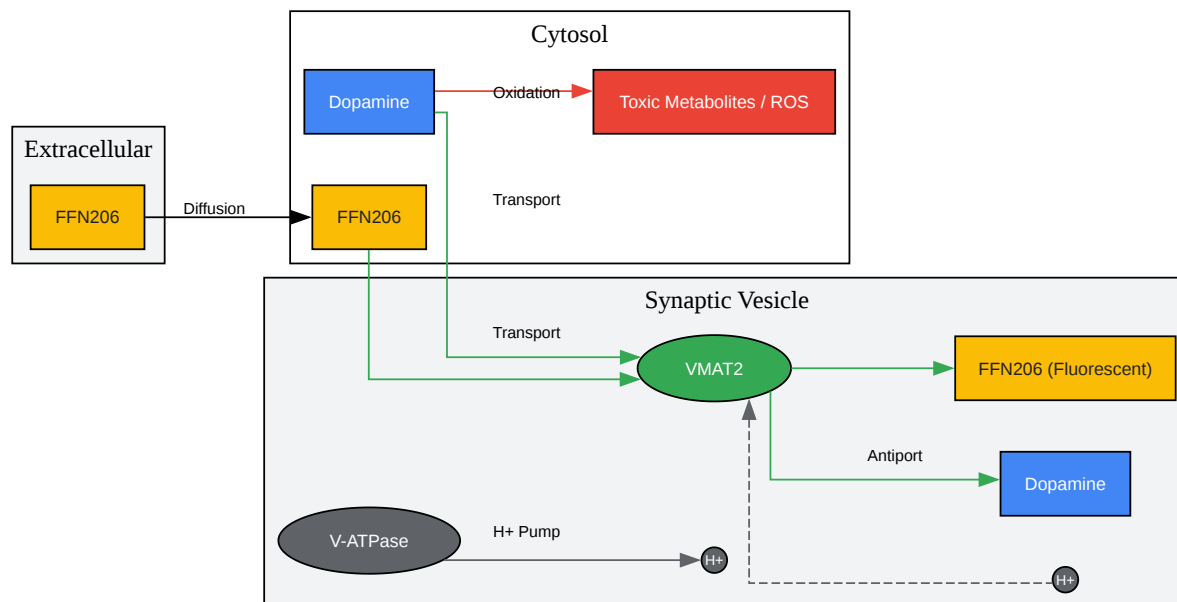 Cytosol
Dopamine
Oxidation
Toxic Metabolites / ROS
Extracellular
FFN206
Diffusion
FFN206
Transport
Synaptic Vesicle
Transport
VMAT2
FFN206 (Fluorescent)
Antiport
Dopamine
V-ATPase
H+ Pump
H+
H+